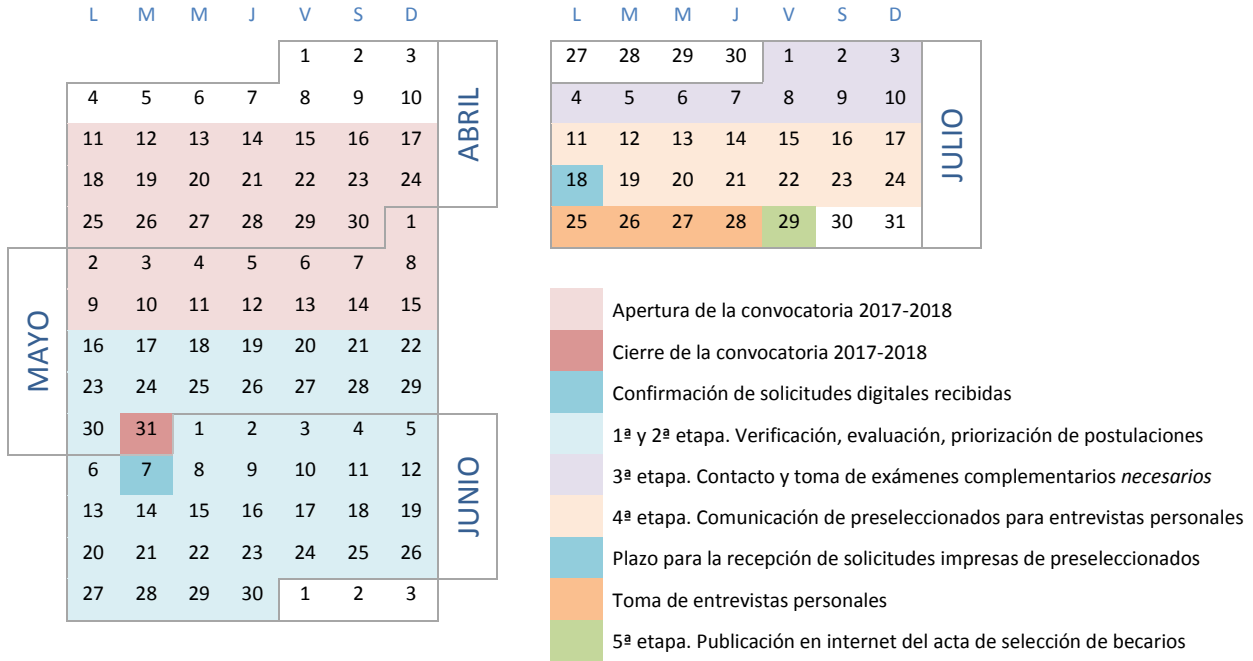 L M M J V S D
1 2 3
4 5 6 7 8 9 10
11 12 13 14 15 16 17
18 19 20 21 22 23 24
25 26 27 28 29 30 1
2 3 4 5 6 7 8
9 10 11 12 13 14 15
16 17 18 19 20 21 22
23 24 25 26 27 28 29
30 31 1 2 3 4 5
6 7 8 9 10 11 12
13 14 15 16 17 18 19
20 21 22 23 24 25 26
27 28 29 30 1 2 3
ABRIL
MAYO
JUNIO
L M M J V S D
27 28 29 30 1 2 3
4 5 6 7 8 9 10
11 12 13 14 15 16 17
18 19 20 21 22 23 24
25 26 27 28 29 30 31
JULIO
Apertura de la convocatoria 2017-2018
Cierre de la convocatoria 2017-2018
Confirmación de solicitudes digitales recibidas
1ª y 2ª etapa. Verificación, evaluación, priorización de postulaciones
3ª etapa. Contacto y toma de exámenes complementarios necesarios
4ª etapa. Comunicación de preseleccionados para entrevistas personales
Plazo para la recepción de solicitudes impresas de preseleccionados
Toma de entrevistas personales
5ª etapa. Publicación en internet del acta de selección de becarios